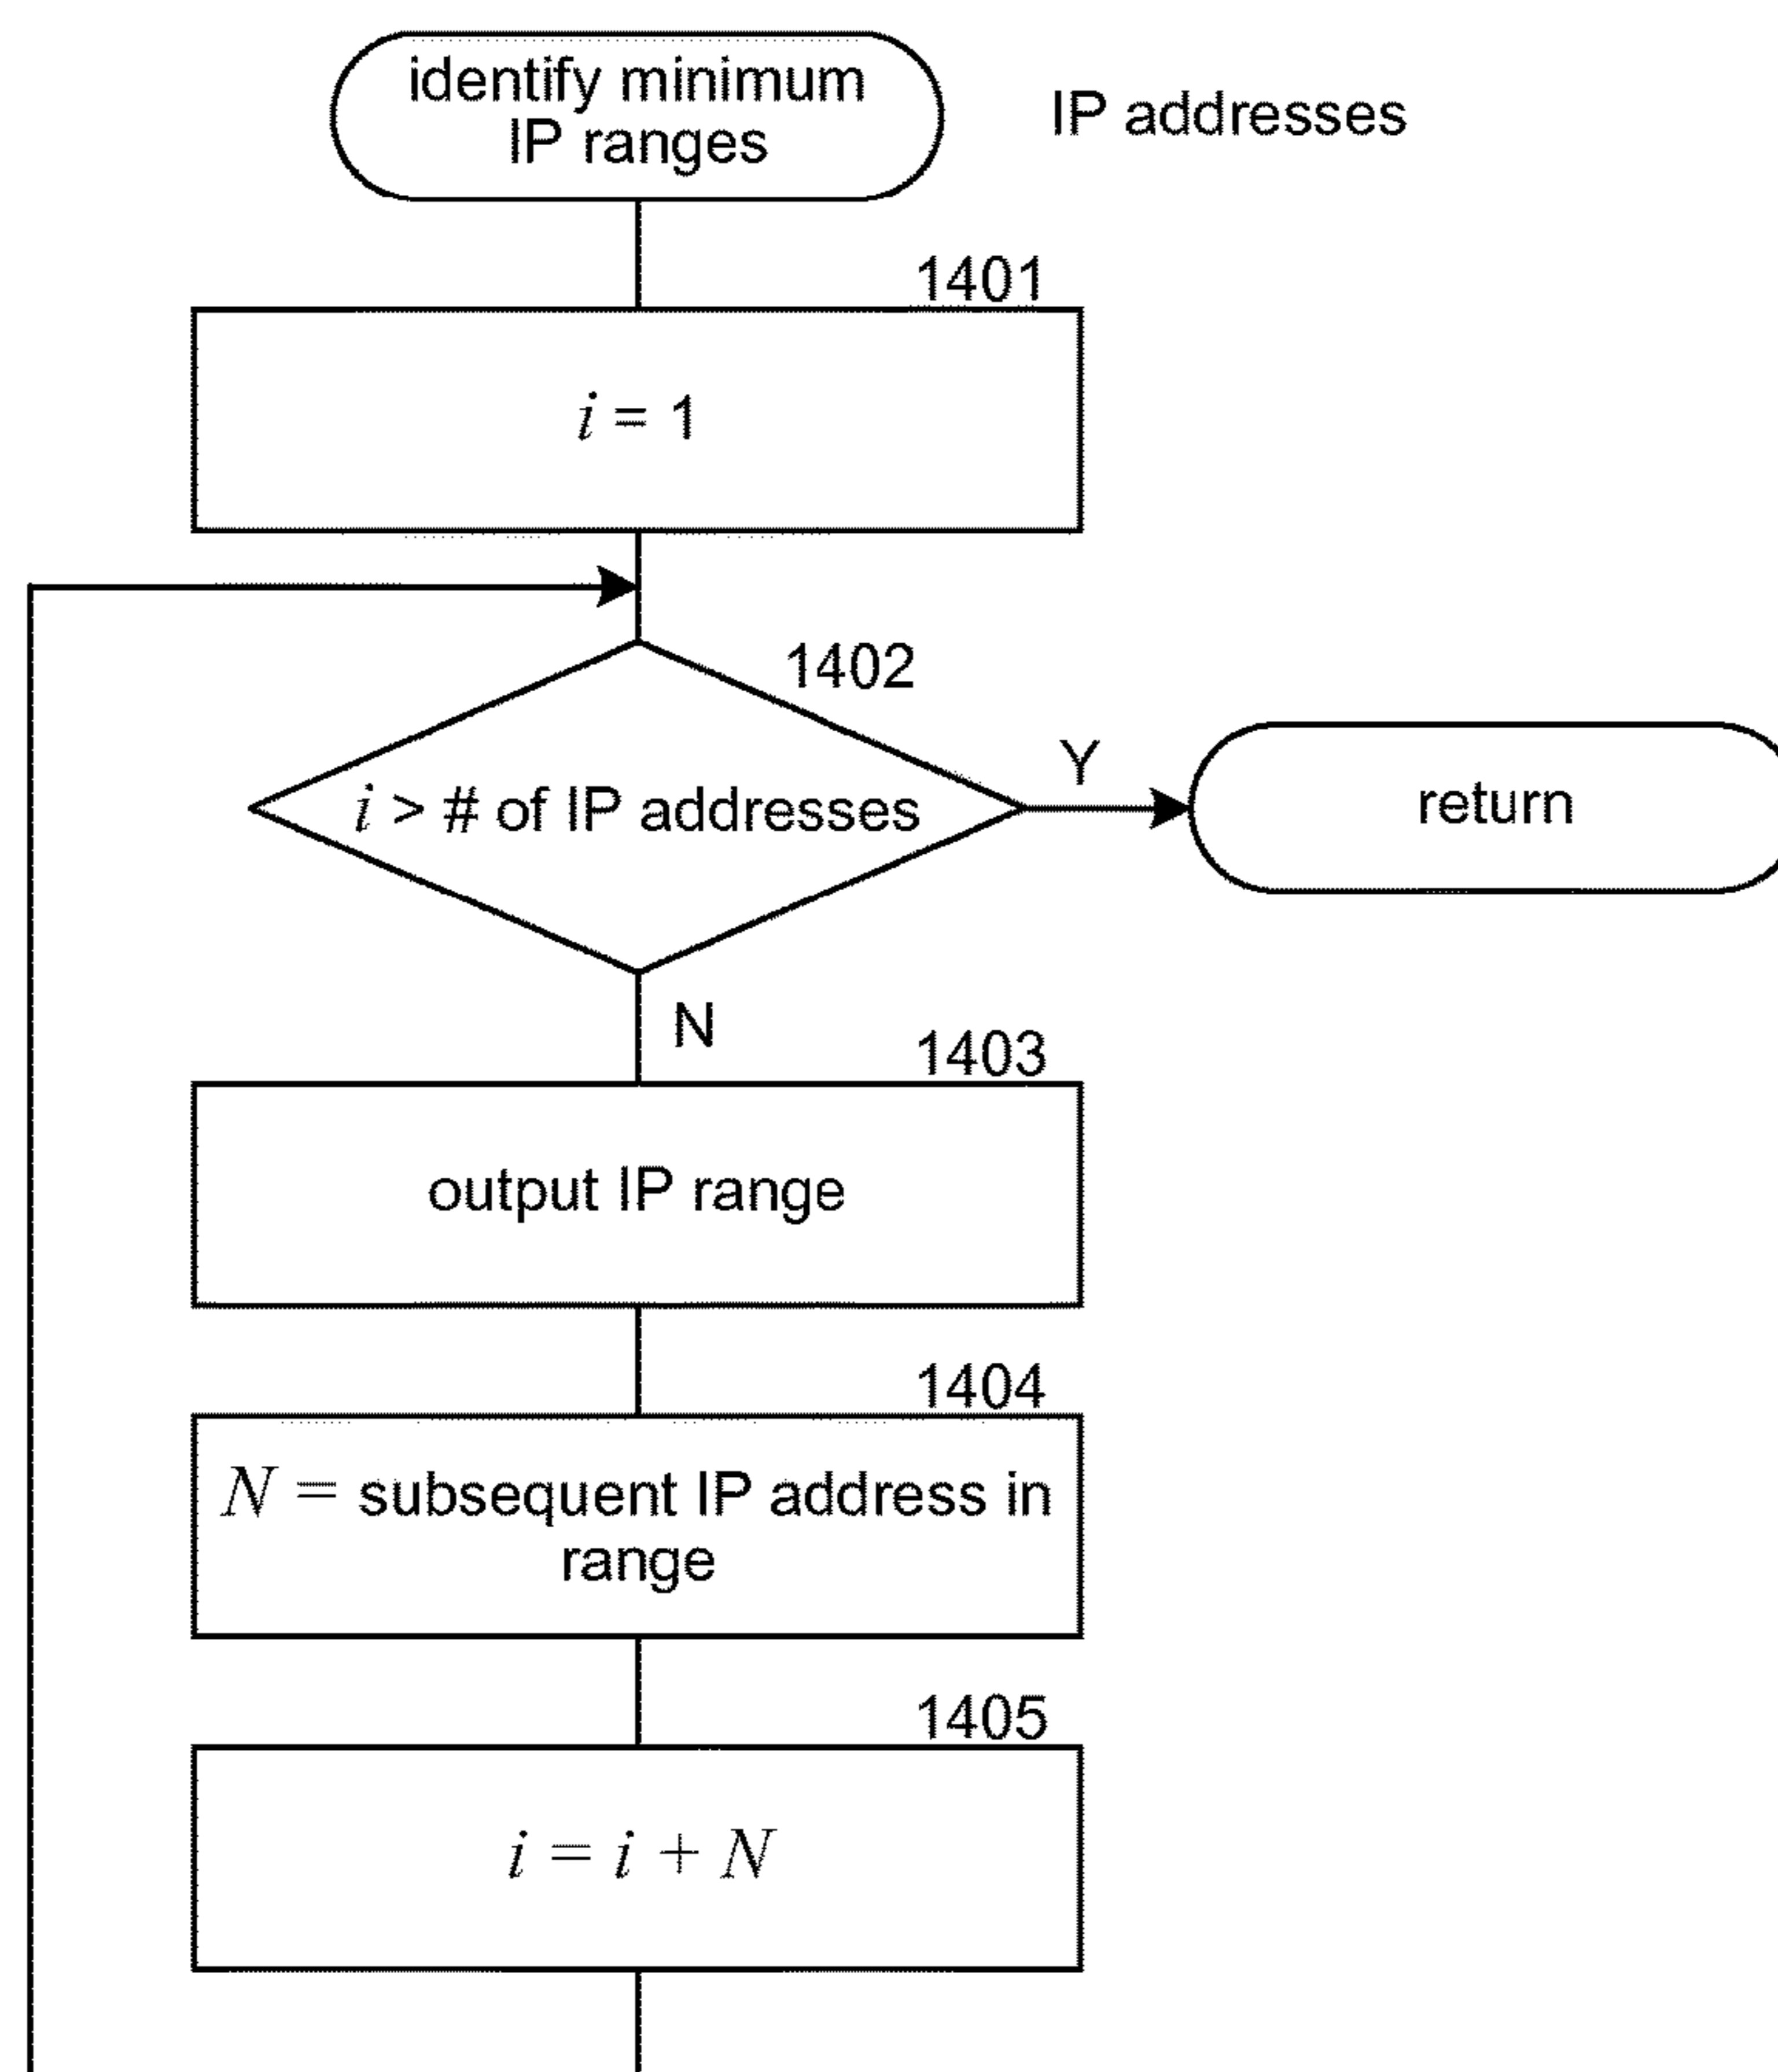 identify minimum
IP ranges
IP addresses
1401
i = 1
1402
i > # of IP addresses
Y
return
N
1403
output IP range
1404
N = subsequent IP address in
range
1405
i = i + N